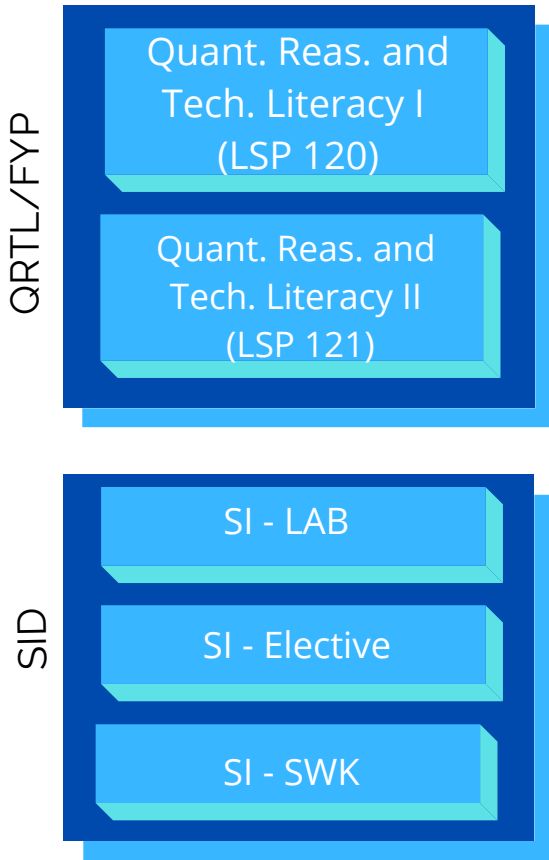 QRTL/FYP
Quant. Reas. and
Tech. Literacy I
(LSP 120)
Quant. Reas. and
Tech. Literacy II
(LSP 121)
SID
SI - LAB
SI - Elective
SI - SWK